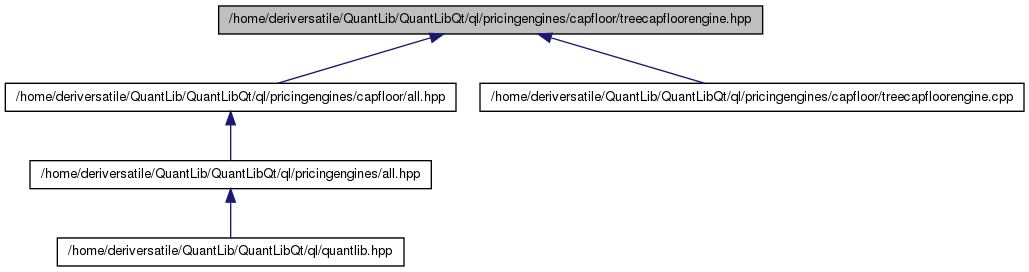 /home/deriversatile/QuantLib/QuantLibQt/ql/pricingengines/capfloor/treecapfloorengine.hpp
/home/deriversatile/QuantLib/QuantLibQt/ql/pricingengines/capfloor/all.hpp
/home/deriversatile/QuantLib/QuantLibQt/ql/pricingengines/capfloor/treecapfloorengine.cpp
/home/deriversatile/QuantLib/QuantLibQt/ql/pricingengines/all.hpp
/home/deriversatile/QuantLib/QuantLibQt/ql/quantlib.hpp